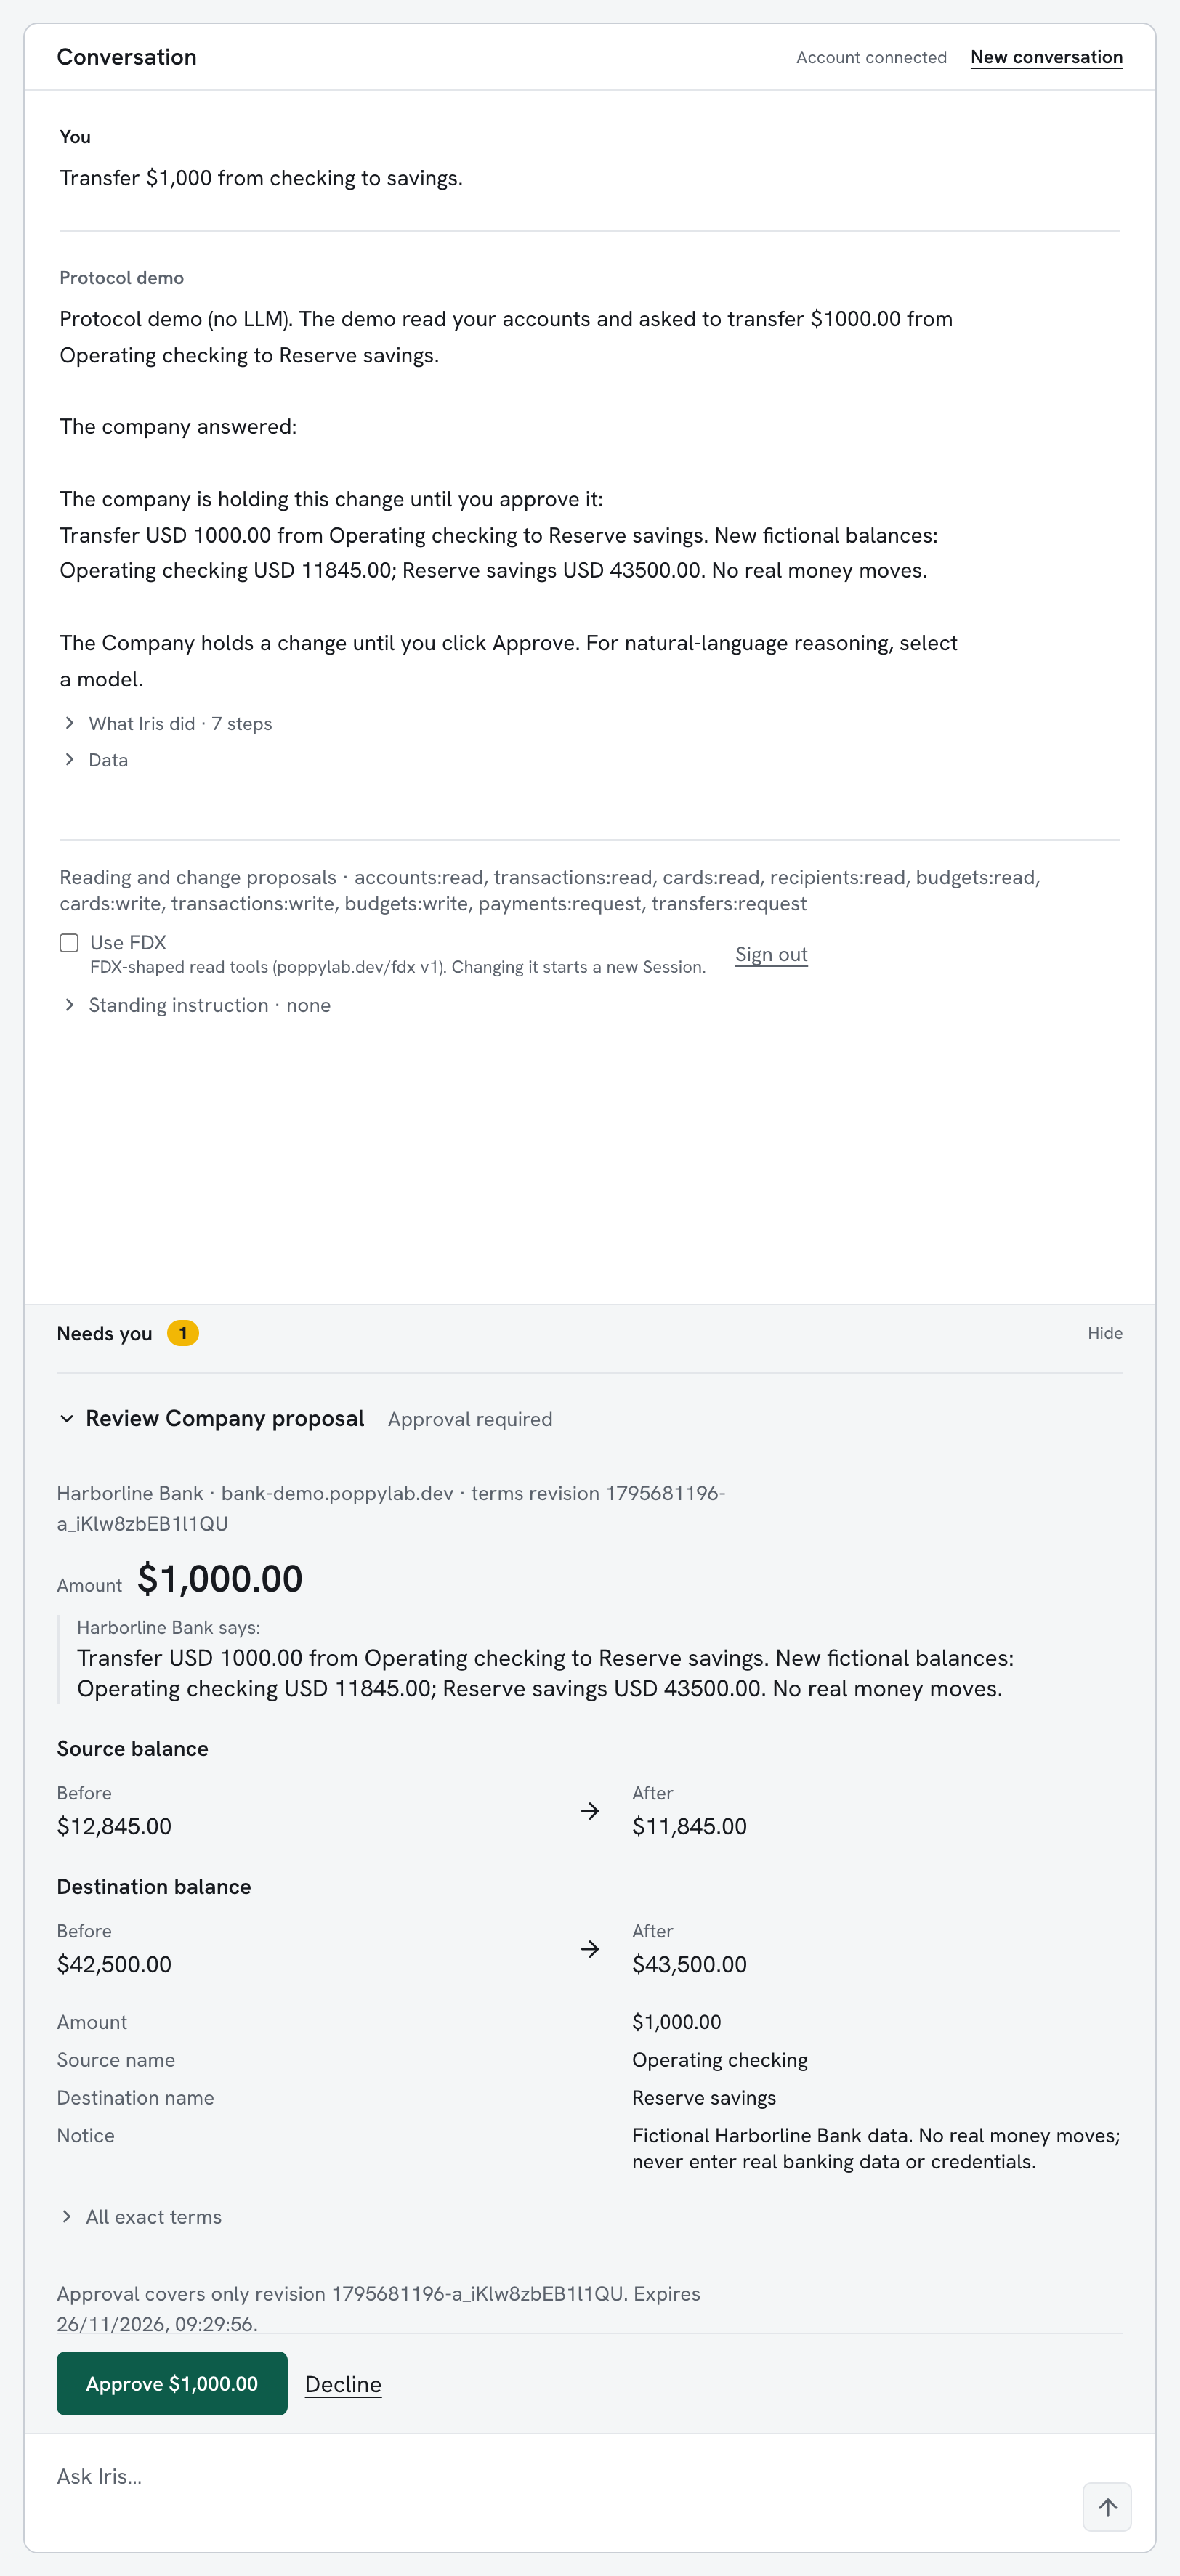 Conversation
Account connected
New conversation
You
Transfer $1,000 from checking to savings.
Protocol demo
Protocol demo (no LLM). The demo read your accounts and asked to transfer $1000.00 from
Operating checking to Reserve savings.
The company answered:
The company is holding this change until you approve it:
Transfer USD 1000.00 from Operating checking to Reserve savings. New fictional balances:
Operating checking USD 11845.00; Reserve savings USD 43500.00. No real money moves.
The Company holds a change until you click Approve. For natural-language reasoning, select
a model.
What Iris did · 7 steps
Data
Reading and change proposals · accounts:read, transactions:read, cards:read, recipients:read, budgets:read,
cards:write, transactions:write, budgets:write, payments:request, transfers:request
Use FDX
FDX-shaped read tools (poppylab.dev/fdx v1). Changing it starts a new Session.
Sign out
Standing instruction · none
Needs you 1
Hide
Review Company proposal Approval required
Harborline Bank · bank-demo.poppylab.dev · terms revision 1795681196-
a_iKlw8zbEB1l1QU
Amount $1,000.00
Harborline Bank says:
Transfer USD 1000.00 from Operating checking to Reserve savings. New fictional balances:
Operating checking USD 11845.00; Reserve savings USD 43500.00. No real money moves.
Source balance
Before
$12,845.00
→
After
$11,845.00
Destination balance
Before
$42,500.00
→
After
$43,500.00
Amount $1,000.00
Source name Operating checking
Destination name Reserve savings
Notice Fictional Harborline Bank data. No real money moves;
never enter real banking data or credentials.
All exact terms
Approval covers only revision 1795681196-a_iKlw8zbEB1l1QU. Expires
26/11/2026, 09:29:56.
Approve $1,000.00
Decline
Ask Iris...